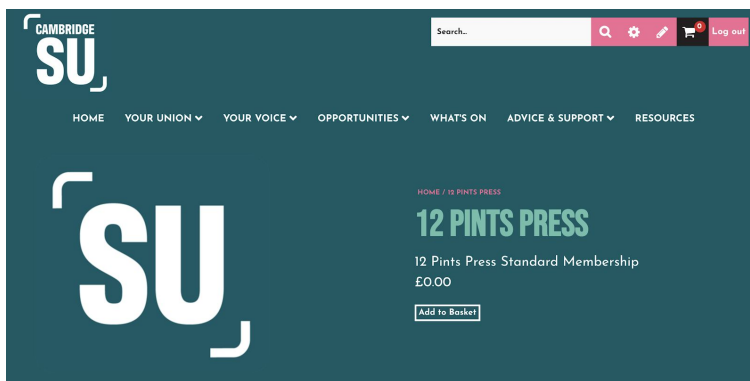 CAMBRIDGE
SU
Search...
0
Log out
HOME YOUR UNION YOUR VOICE OPPORTUNITIES WHAT'S ON ADVICE & SUPPORT RESOURCES
SU
HOME / 12 PINTS PRESS
12 PINTS PRESS
12 Pints Press Standard Membership
£0.00
Add to Basket